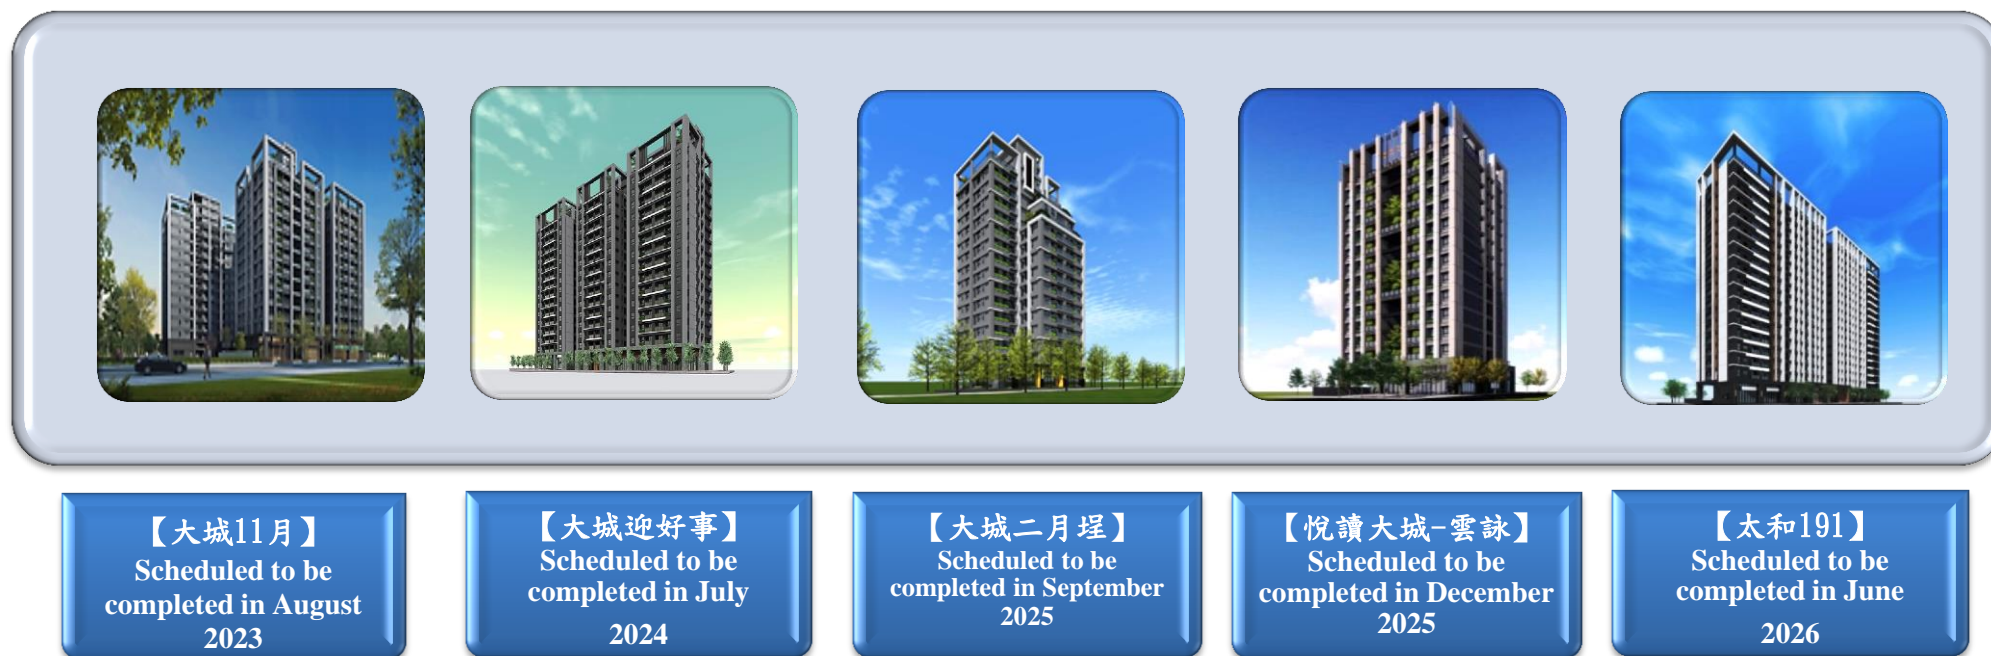 【大城11月】
Scheduled to be
completed in August
2023
【大城迎好事】
Scheduled to be
completed in July
2024
【大城二月埕】
Scheduled to be
completed in September
2025
【悅讀大城-雲詠】
Scheduled to be
completed in December
2025
【太和191】
Scheduled to be
completed in June
2026